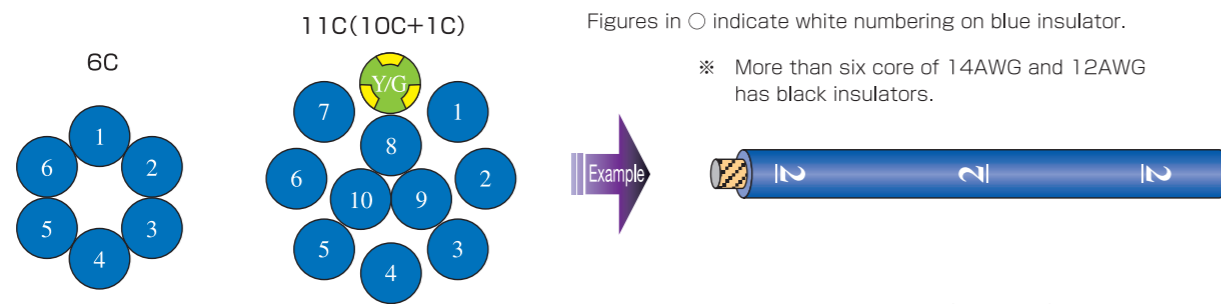 6C
1
2
3
4
5
6
11C(10C+1C)
Y/G
1
2
3
4
5
6
7
8
9
10
Figures in ○ indicate white numbering on blue insulator.
※ More than six core of 14AWG and 12AWG
has black insulators.
Example
2 2 2